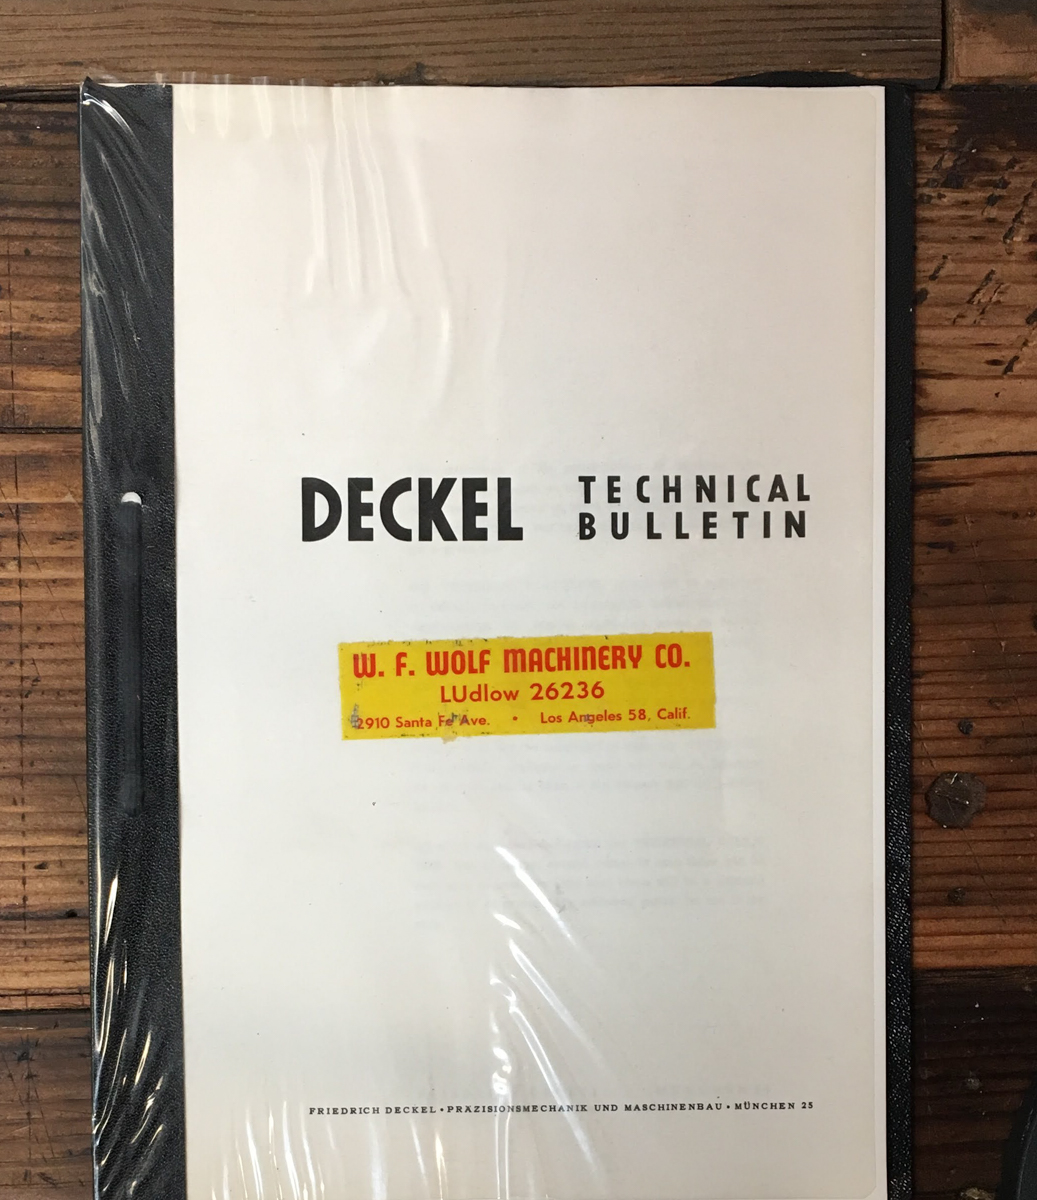 DECKEL TECHNICAL
BULLETIN
W. F. WOLF MACHINERY CO.
LUdlow 26236
2910 Santa Fe Ave. • Los Angeles 58, Calif.
FRIEDRICH DECKEL • PRÄZISIONSMECHANIK UND MASCHINENBAU • MÜNCHEN 25